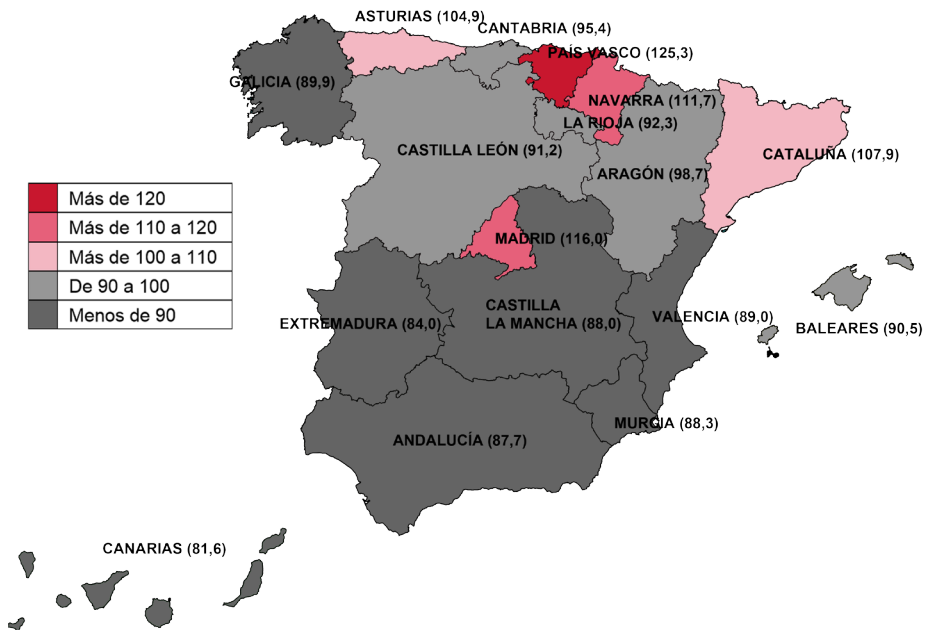 ASTURIAS (104,9)
CANTABRIA (95,4)
PAÍS VASCO (125,3)
GALICIA (89,9)
NAVARRA (111,7)
LA RIOJA (92,3)
CASTILLA LEÓN (91,2)
CATALUÑA (107,9)
ARAGÓN (98,7)
Más de 120
Más de 110 a 120
Más de 100 a 110
De 90 a 100
Menos de 90
MADRID (116,0)
CASTILLA
LA MANCHA (88,0)
EXTREMADURA (84,0)
VALENCIA (89,0)
BALEARES (90,5)
MURCIA (88,3)
ANDALUCÍA (87,7)
CANARIAS (81,6)